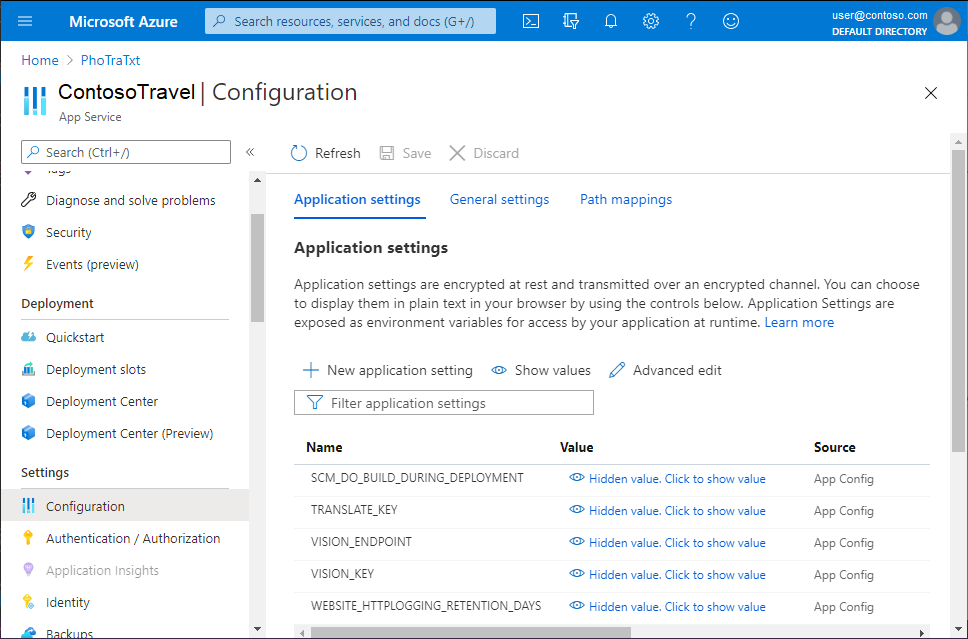 Microsoft Azure
Search resources, services, and docs (G+/)
user@contoso.com
DEFAULT DIRECTORY
Home > PhoTraTxt
ContosoTravel | Configuration
App Service
Search (Ctrl+/)
«
Tags
Diagnose and solve problems
Security
Events (preview)
Deployment
Quickstart
Deployment slots
Deployment Center
Deployment Center (Preview)
Settings
Configuration
Authentication / Authorization
Application Insights
Identity
Backups
Refresh Save Discard
Application settings General settings Path mappings
Application settings
Application settings are encrypted at rest and transmitted over an encrypted channel. You can choose
to display them in plain text in your browser by using the controls below. Application Settings are
exposed as environment variables for access by your application at runtime. Learn more
New application setting Show values Advanced edit
Filter application settings
Name Value Source
SCM_DO_BUILD_DURING_DEPLOYMENT Hidden value. Click to show value App Config
TRANSLATE_KEY Hidden value. Click to show value App Config
VISION_ENDPOINT Hidden value. Click to show value App Config
VISION_KEY Hidden value. Click to show value App Config
WEBSITE_HTTPLOGGING_RETENTION_DAYS Hidden value. Click to show value App Config